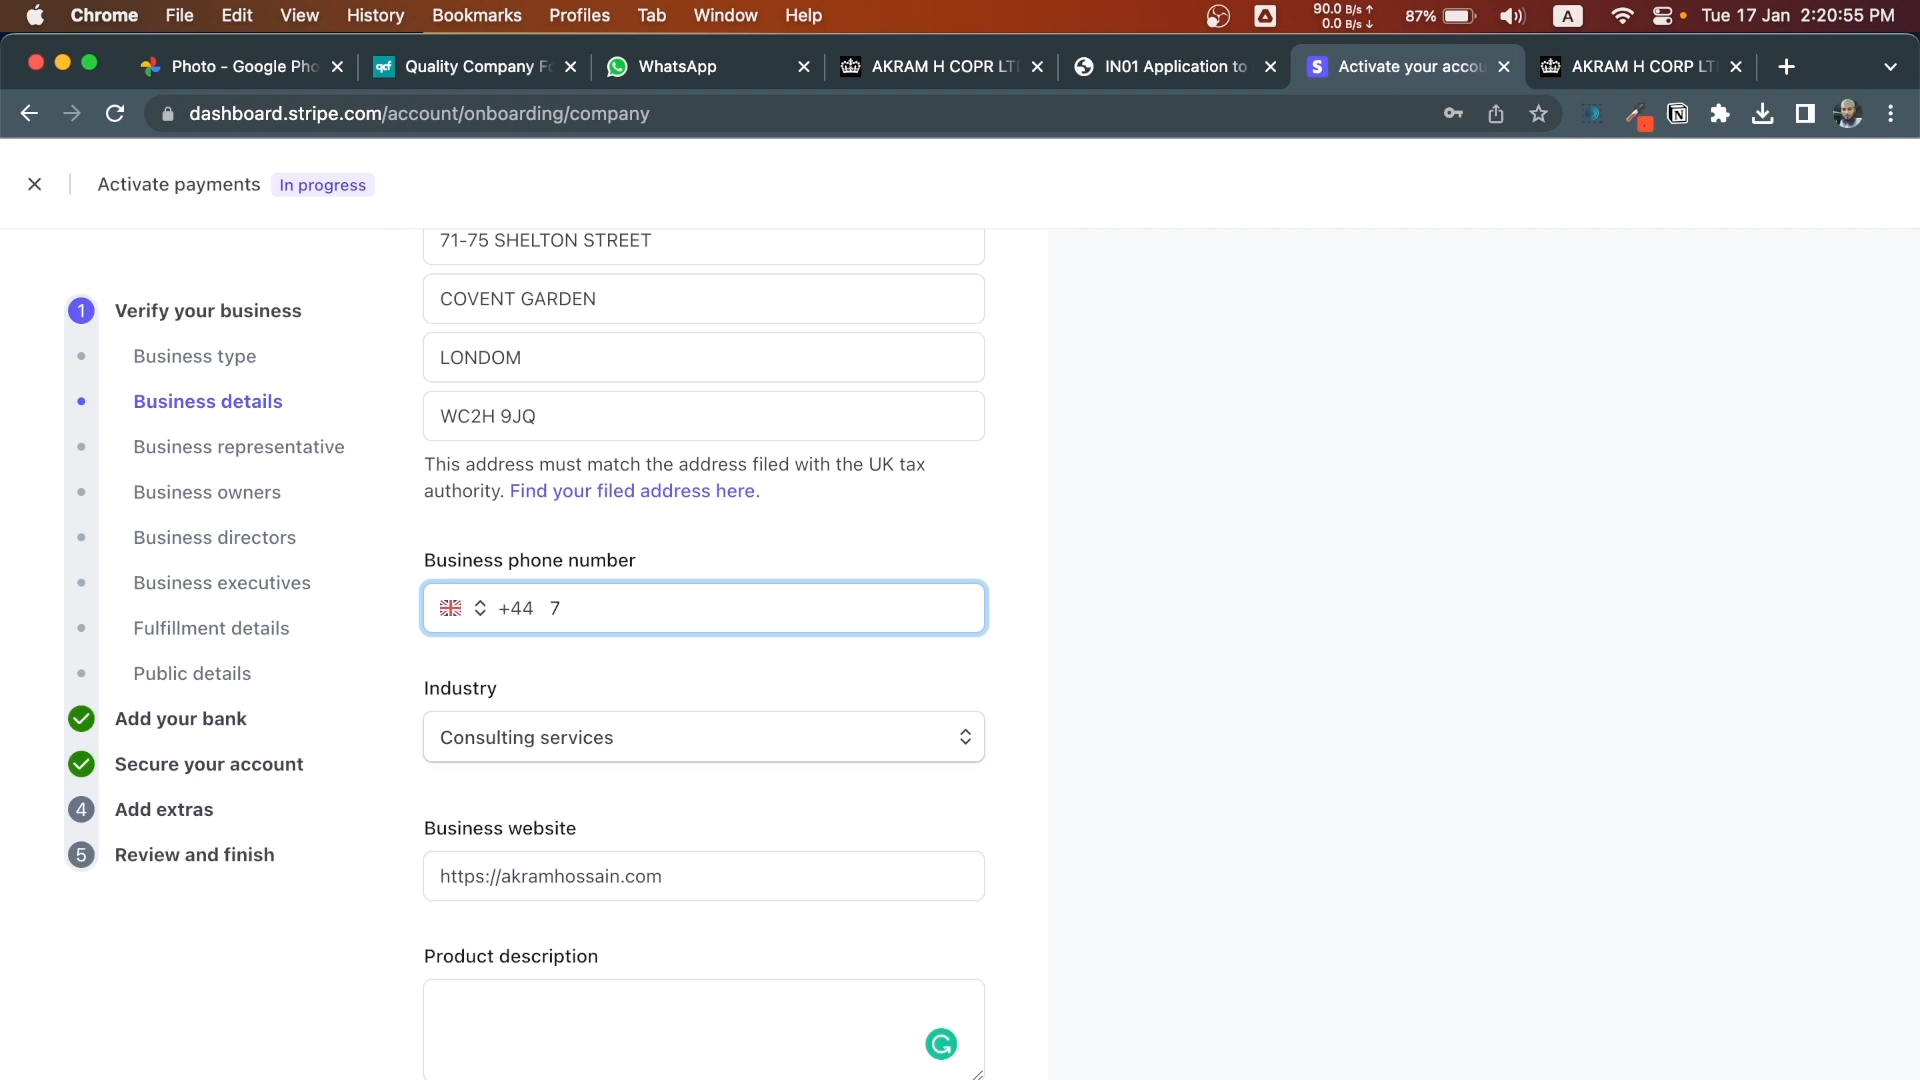 Chrome File Edit View History Bookmarks Profiles Tab Window Help 90.0 B/s↑ 0.0 B/s↓ 87% A Tue 17 Jan 2:20:55 PM
Photo - Google Pho qcf Quality Company Fo WhatsApp AKRAM H COPR LT IN01 Application to S Activate your accou AKRAM H CORP LT
dashboard.stripe.com/account/onboarding/company
Activate payments In progress
71-75 SHELTON STREET
COVENT GARDEN
LONDOM
WC2H 9JQ
This address must match the address filed with the UK tax
authority. Find your filed address here.
1 Verify your business
Business type
Business details
Business representative
Business owners
Business directors
Business executives
Fulfillment details
Public details
Add your bank
Secure your account
4 Add extras
5 Review and finish
Business phone number
+44 7
Industry
Consulting services
Business website
https://akramhossain.com
Product description